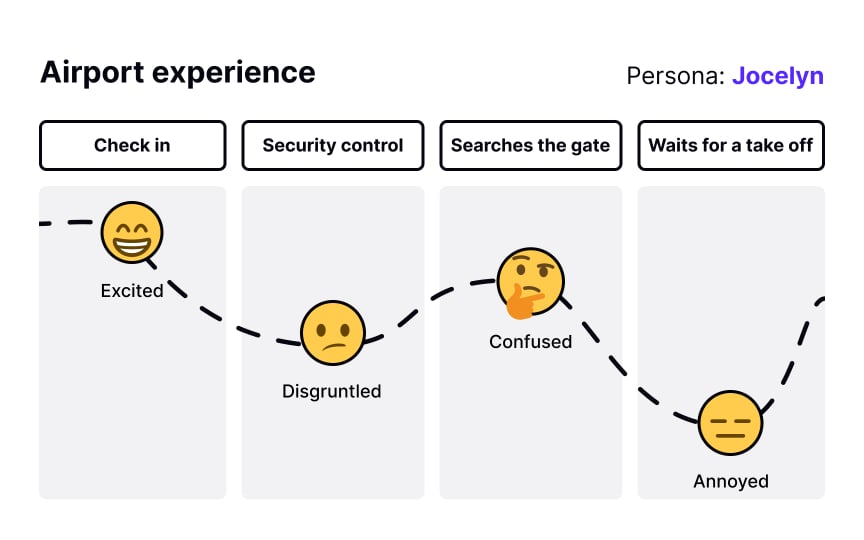 Airport experience
Persona: Jocelyn
Check in
Security control
Searches the gate
Waits for a take off
Excited
Disgruntled
Confused
Annoyed